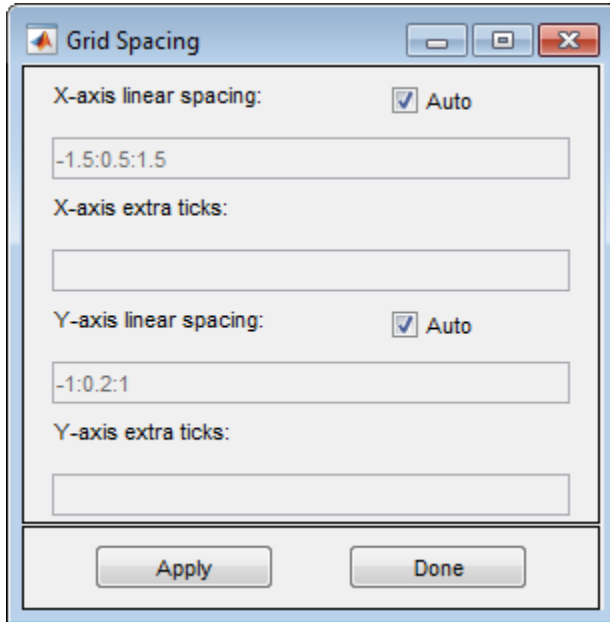 Grid Spacing
X-axis linear spacing:
Auto
-1.5:0.5:1.5
X-axis extra ticks:
Y-axis linear spacing:
Auto
-1:0.2:1
Y-axis extra ticks:
Apply
Done